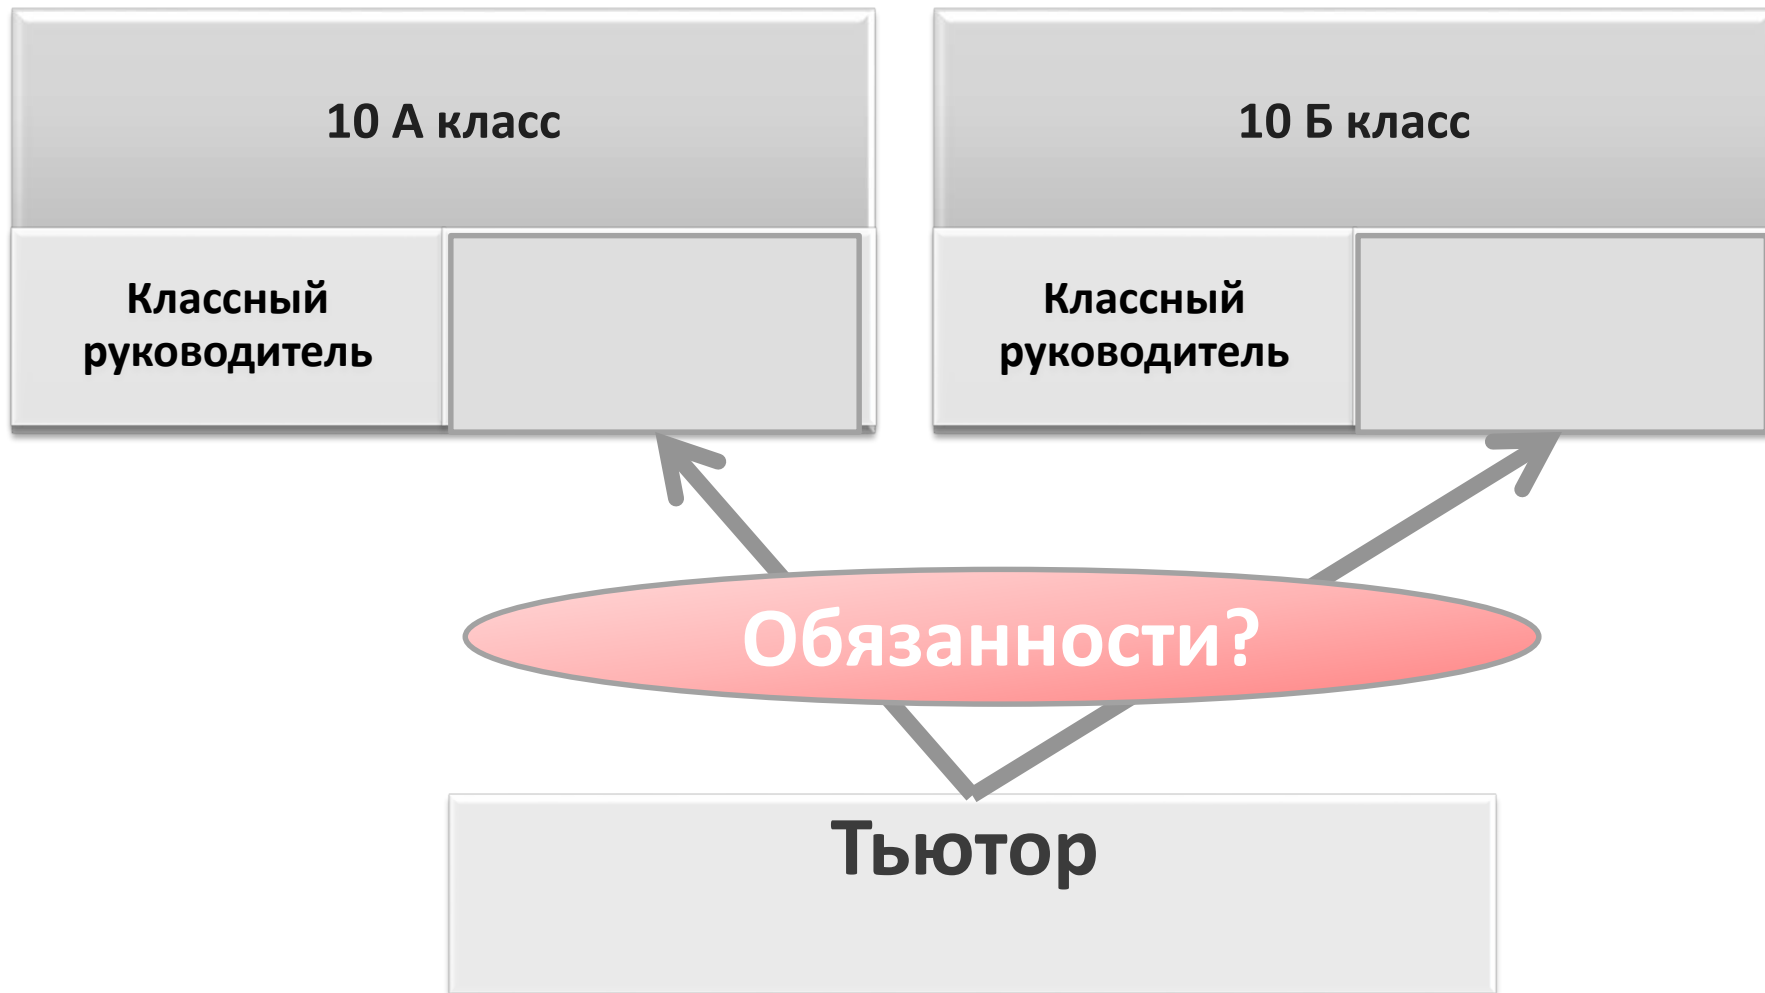 10 А класс
10 Б класс
Классный
руководитель
Классный
руководитель
Обязанности?
Тьютор